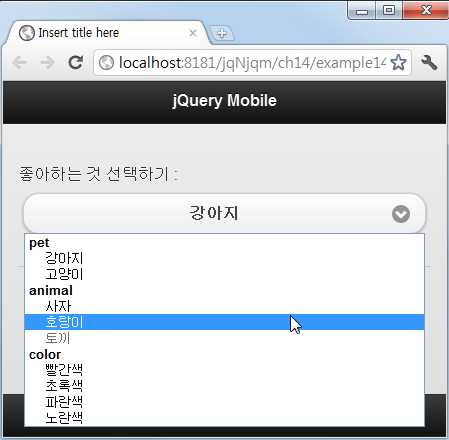 Insert title here
localhost:8181/jqNjqm/ch14/example14
jQuery Mobile
좋아하는 것 선택하기 :
강아지
pet
강아지
고양이
animal
사자
호랑이
토끼
color
빨간색
초록색
파란색
노란색